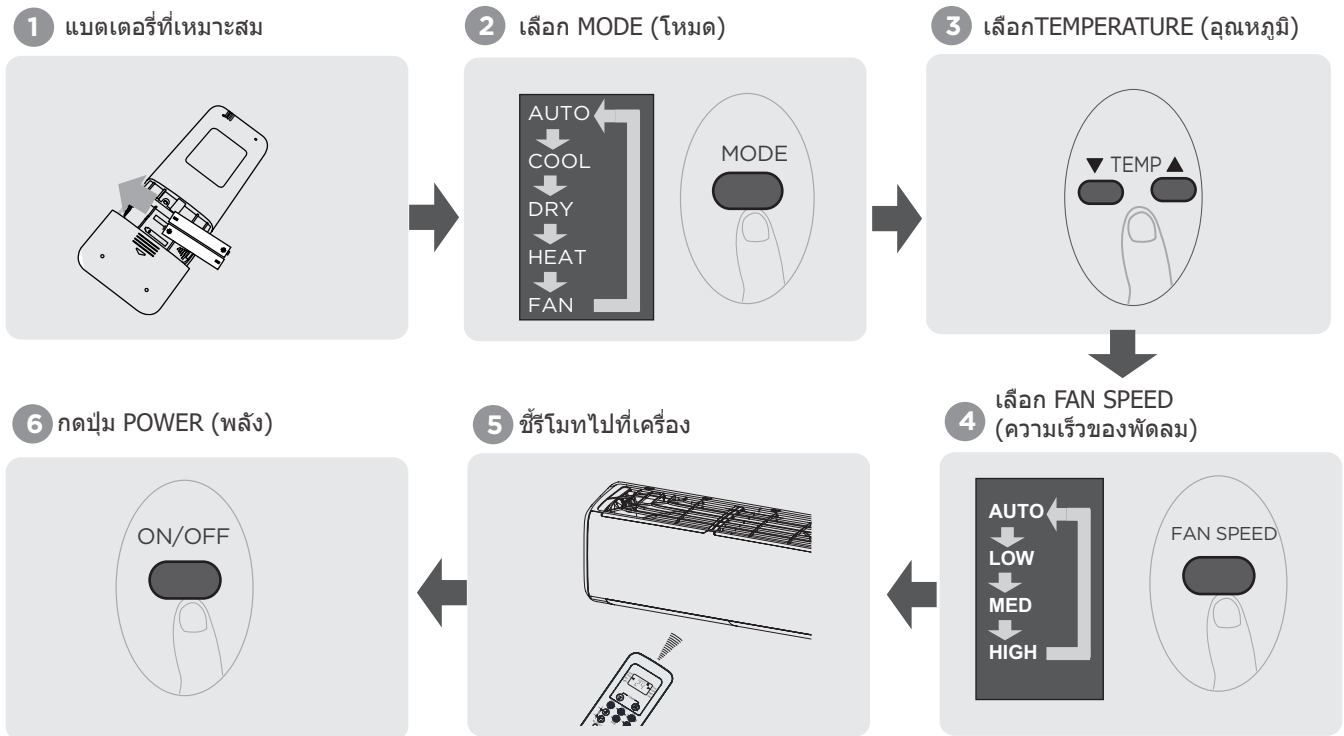 1 แบตเตอรี่ที่เหมาะสม
2 เลือก MODE (โหมด)
AUTO
COOL
DRY
HEAT
FAN
MODE
3 เลือกTEMPERATURE (อุณหภูมิ)
▼ TEMP ▲
4 เลือก FAN SPEED
(ความเร็วของพัดลม)
AUTO
LOW
MED
HIGH
FAN SPEED
5 ชี้รีโมทไปที่เครื่อง
6 กดปุ่ม POWER (พลัง)
ON/OFF